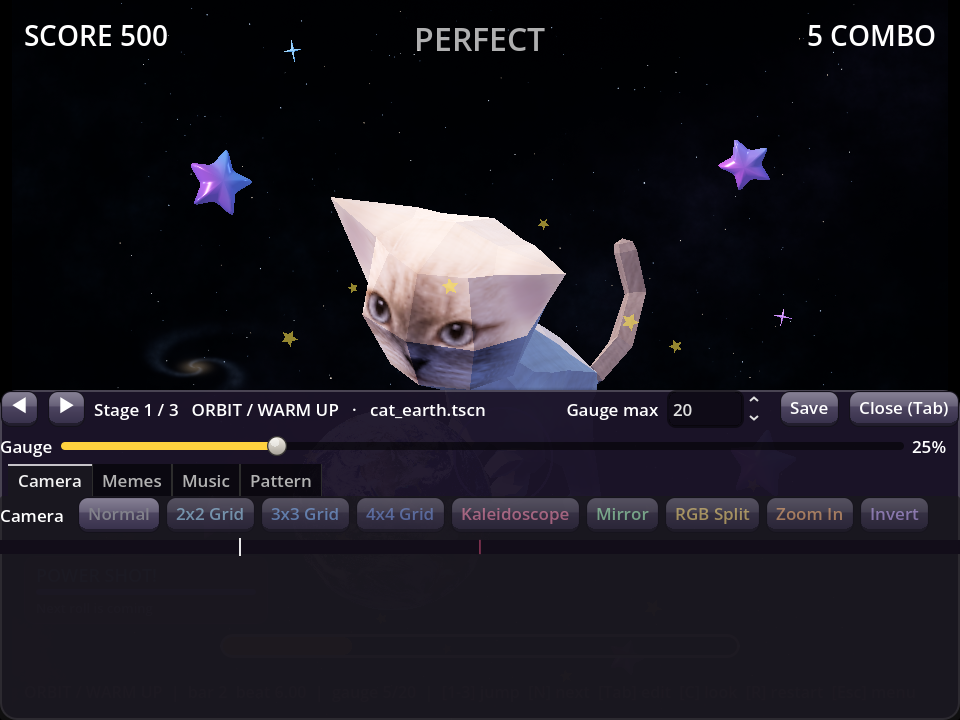 SCORE 500 PERFECT 5 COMBO
Stage 1 / 3 ORBIT / WARM UP · cat_earth.tscn Gauge max 20 Save Close (Tab)
Gauge 25%
Camera Memes Music Pattern
Camera Normal 2x2 Grid 3x3 Grid 4x4 Grid Kaleidoscope Mirror RGB Split Zoom In Invert